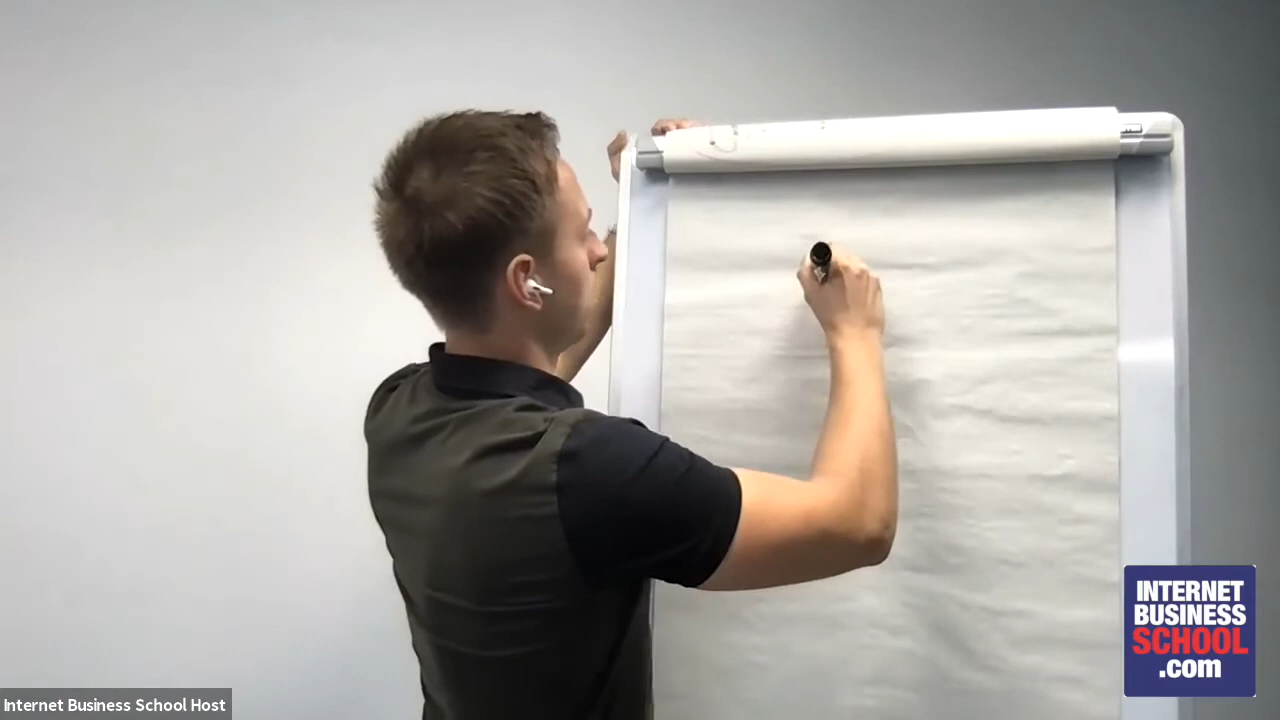 INTERNET
BUSINESS
SCHOOL
.com
Internet Business School Host